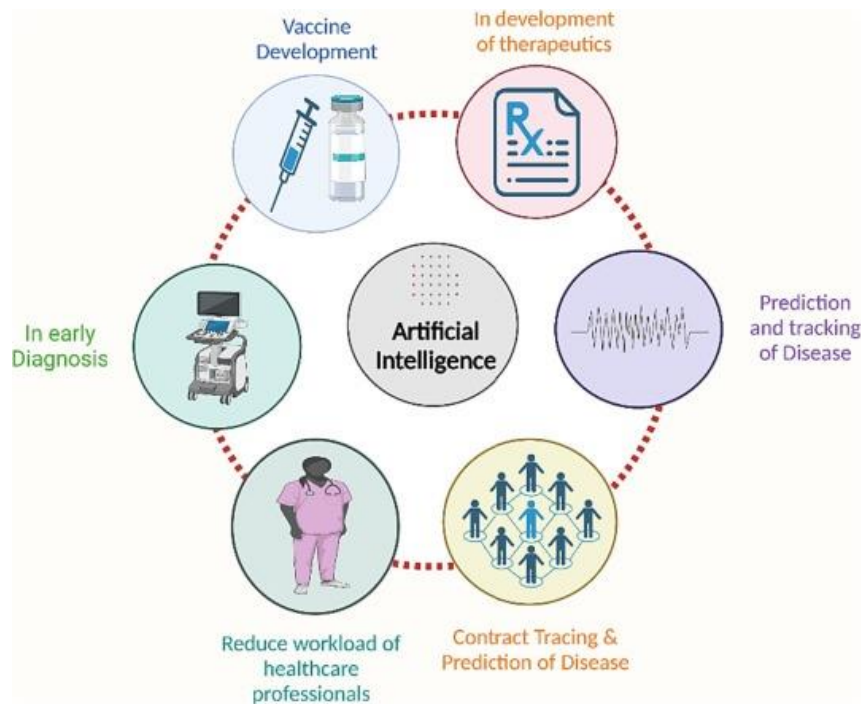 Vaccine
Development
In development
of therapeutics
Rx
Artificial
Intelligence
Prediction
and tracking
of Disease
In early
Diagnosis
Reduce workload of
healthcare
professionals
Contract Tracing &
Prediction of Disease